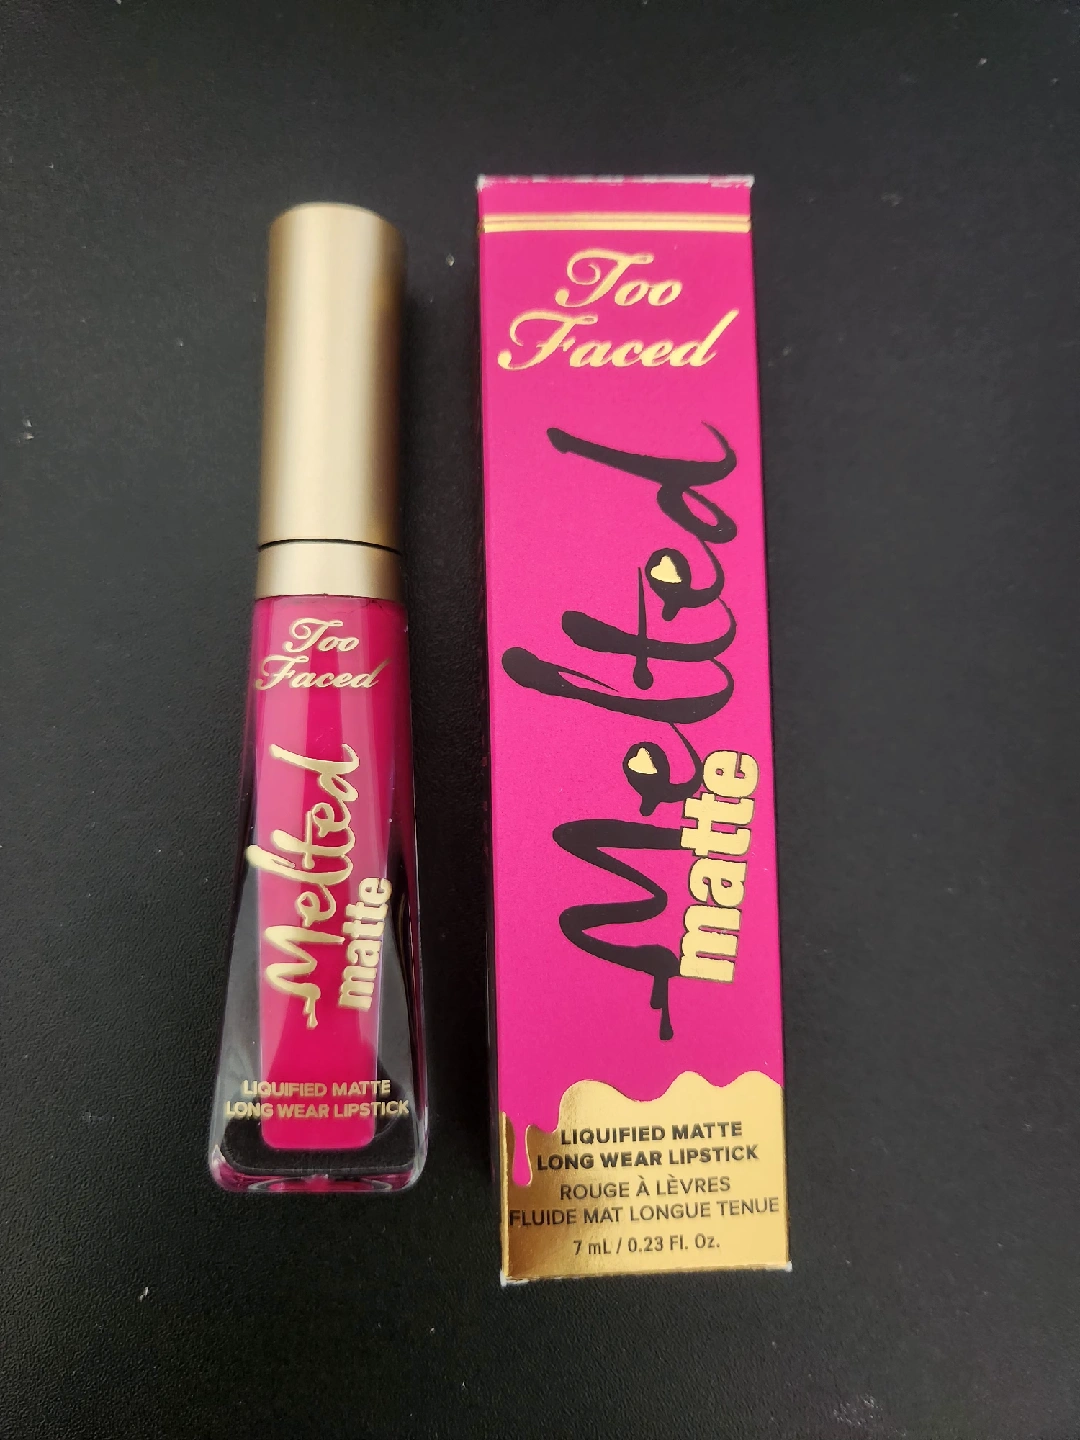 Too
Faced
Melted
matte
LIQUIFIED MATTE
LONG WEAR LIPSTICK
Too
Faced
Melted
matte
LIQUIFIED MATTE
LONG WEAR LIPSTICK
ROUGE À LÈVRES
FLUIDE MAT LONGUE TENUE
7 mL / 0.23 Fl. Oz.